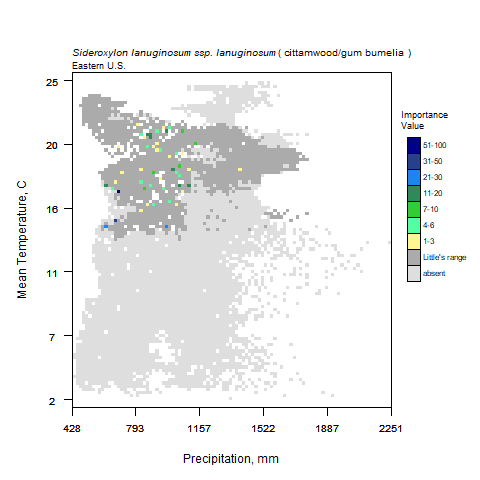 Sideroxylon lanuginosum ssp. lanuginosum ( cittamwood/gum bumelia )
Eastern U.S.
Importance
Value
51-100
31-50
21-30
11-20
7-10
4-6
1-3
Little's range
absent
Mean Temperature, C
25
20
16
11
7
2
428 793 1157 1522 1887 2251
Precipitation, mm